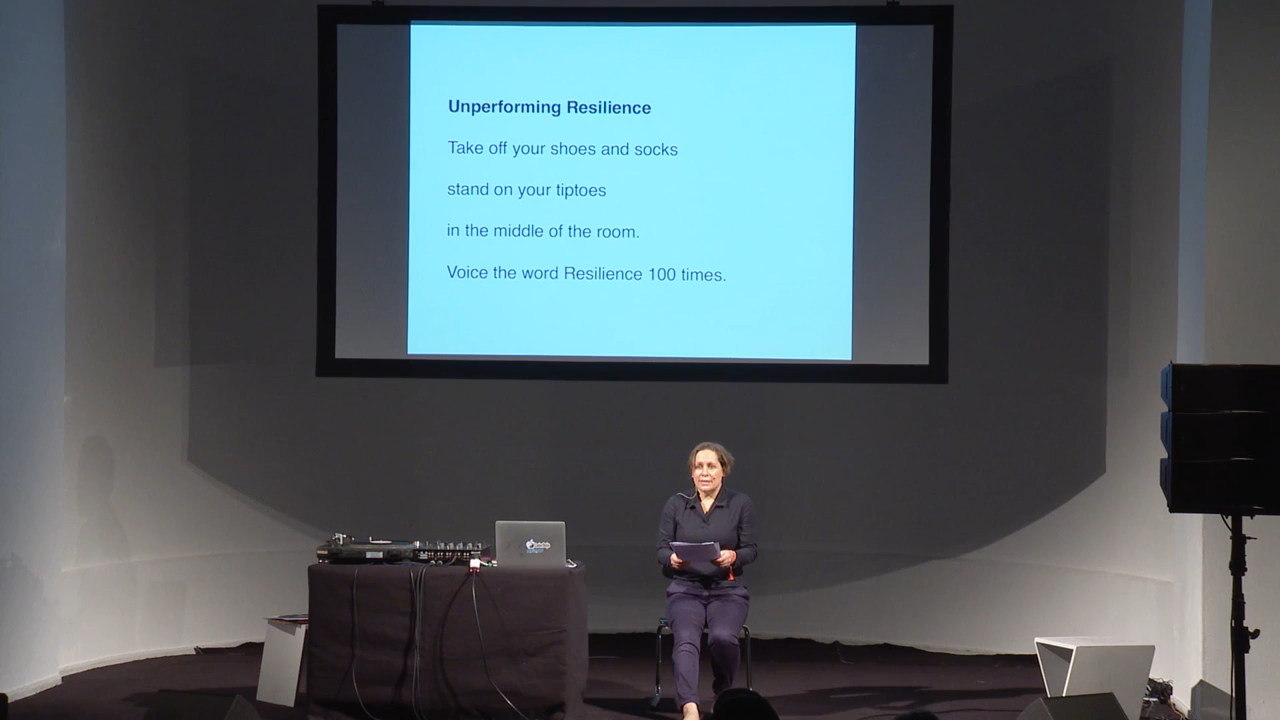 Unperforming Resilience
Take off your shoes and socks
stand on your tiptoes
in the middle of the room.
Voice the word Resilience 100 times.